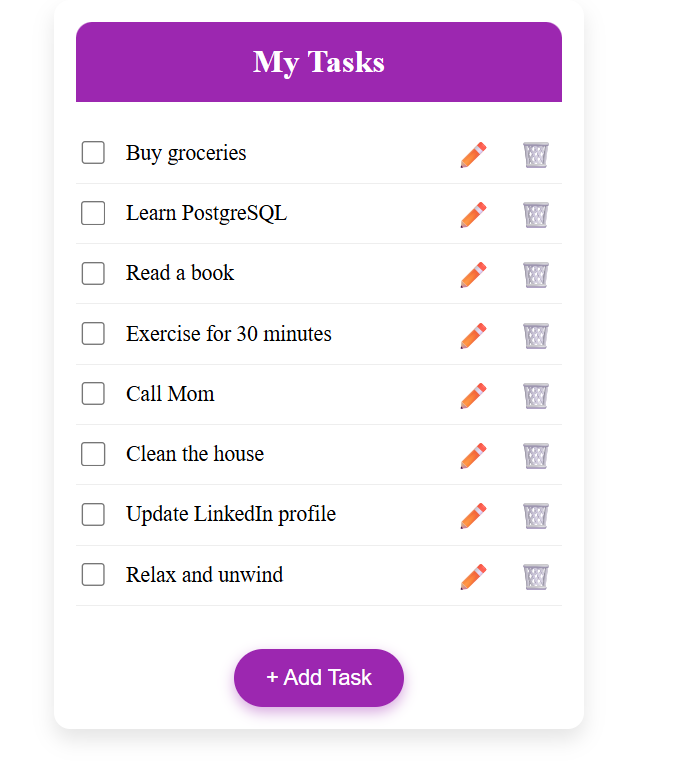 My Tasks
Buy groceries
Learn PostgreSQL
Read a book
Exercise for 30 minutes
Call Mom
Clean the house
Update LinkedIn profile
Relax and unwind
+ Add Task